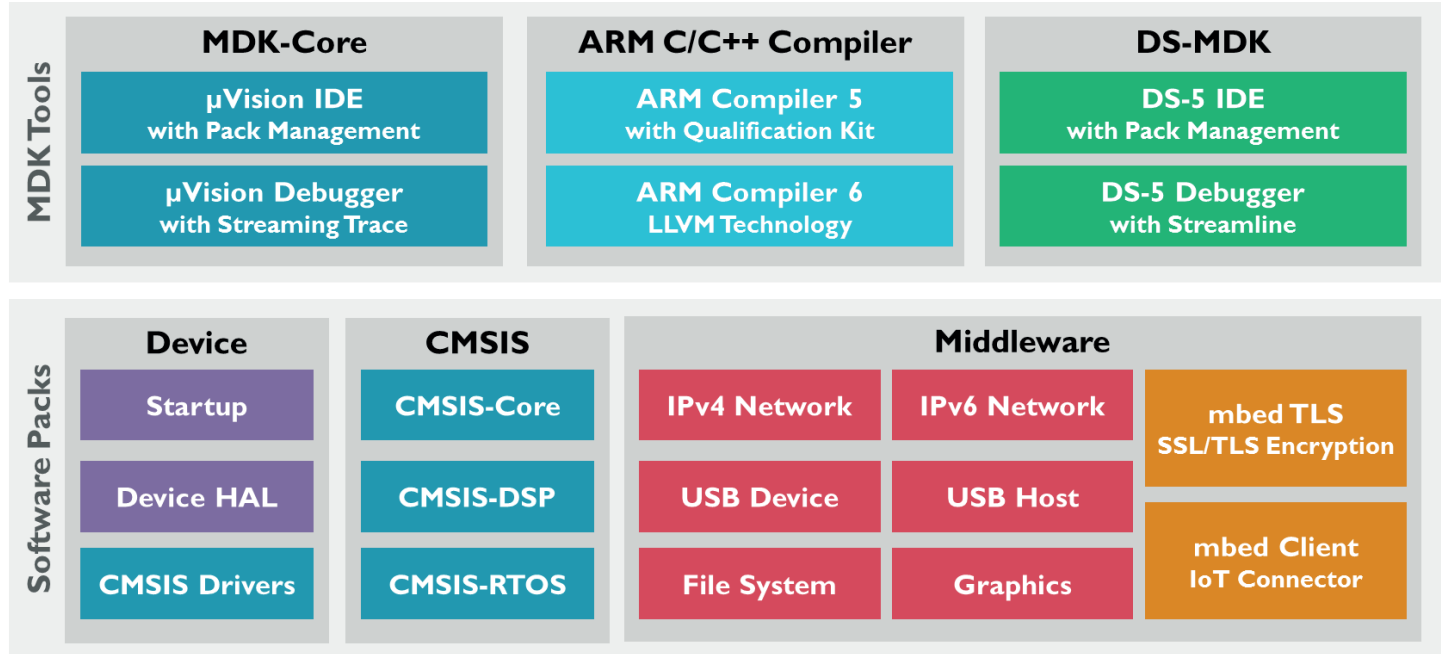 MDK Tools
MDK-Core
µVision IDE
with Pack Management
µVision Debugger
with Streaming Trace
ARM C/C++ Compiler
ARM Compiler 5
with Qualification Kit
ARM Compiler 6
LLVM Technology
DS-MDK
DS-5 IDE
with Pack Management
DS-5 Debugger
with Streamline
Software Packs
Device
Startup
Device HAL
CMSIS Drivers
CMSIS
CMSIS-Core
CMSIS-DSP
CMSIS-RTOS
Middleware
IPv4 Network
IPv6 Network
USB Device
USB Host
File System
Graphics
mbed TLS
SSL/TLS Encryption
mbed Client
IoT Connector